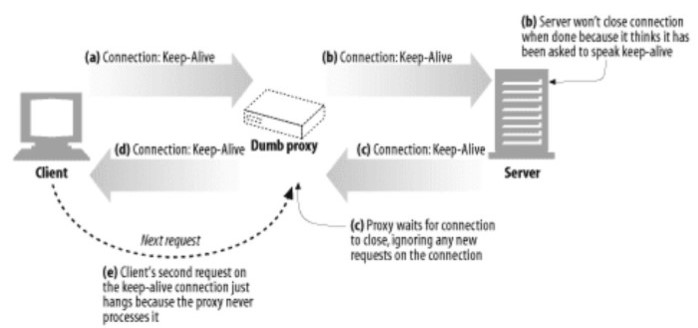 (b) Server won't close connection
when done because it thinks it has
been asked to speak keep-alive
(a) Connection: Keep-Alive
(b) Connection: Keep-Alive
Client
(d) Connection: Keep-Alive
Dumb proxy
(c) Connection: Keep-Alive
Server
Next request
(c) Proxy waits for connection
to close, ignoring any new
requests on the connection
(e) Client's second request on
the keep-alive connection just
hangs because the proxy never
processes it